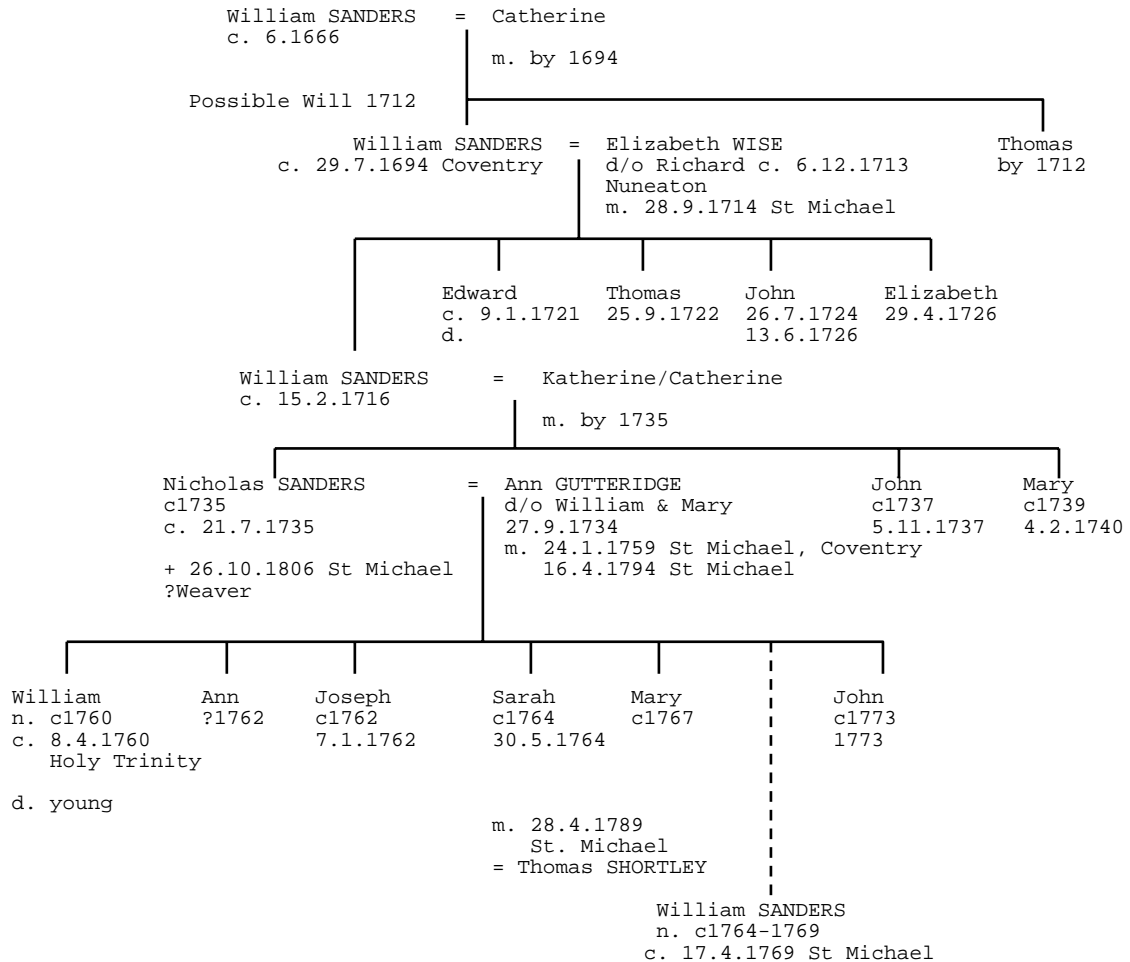 William SANDERS = Catherine
c. 6.1666
m. by 1694
Possible Will 1712
William SANDERS = Elizabeth WISE Thomas
c. 29.7.1694 Coventry d/o Richard c. 6.12.1713 by 1712
Nuneaton
m. 28.9.1714 St Michael
Edward Thomas John Elizabeth
c. 9.1.1721 25.9.1722 26.7.1724 29.4.1726
d. 13.6.1726
William SANDERS = Katherine/Catherine
c. 15.2.1716
m. by 1735
Nicholas SANDERS = Ann GUTTERIDGE John Mary
c1735 d/o William & Mary c1737 c1739
c. 21.7.1735 27.9.1734 5.11.1737 4.2.1740
m. 24.1.1759 St Michael, Coventry
+ 26.10.1806 St Michael 16.4.1794 St Michael
?Weaver
William Ann Joseph Sarah Mary John
n. c1760 ?1762 c1762 c1764 c1767 c1773
c. 8.4.1760 7.1.1762 30.5.1764 1773
Holy Trinity
d. young
m. 28.4.1789
St. Michael
= Thomas SHORTLEY
William SANDERS
n. c1764-1769
c. 17.4.1769 St Michael